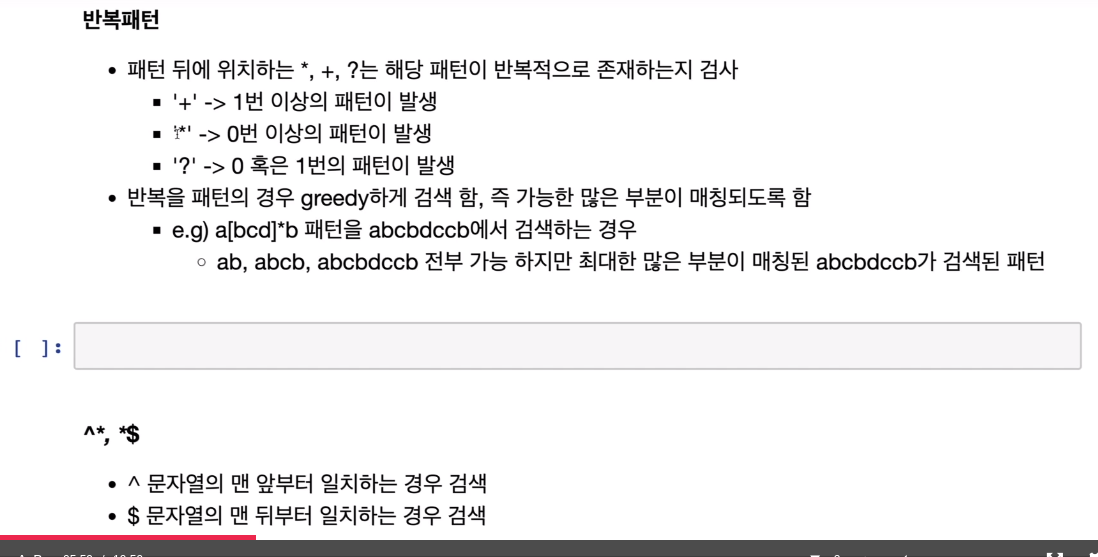 반복패턴
• 패턴 뒤에 위치하는 *, +, ?는 해당 패턴이 반복적으로 존재하는지 검사
▪ '+' -> 1번 이상의 패턴이 발생
▪ '*' -> 0번 이상의 패턴이 발생
▪ '?' -> 0 혹은 1번의 패턴이 발생
• 반복을 패턴의 경우 greedy하게 검색 함, 즉 가능한 많은 부분이 매칭되도록 함
▪ e.g) a[bcd]*b 패턴을 abcbdccb에서 검색하는 경우
○ ab, abcb, abcbdccb 전부 가능 하지만 최대한 많은 부분이 매칭된 abcbdccb가 검색된 패턴
[ ]:
^*, *$
• ^ 문자열의 맨 앞부터 일치하는 경우 검색
• $ 문자열의 맨 뒤부터 일치하는 경우 검색